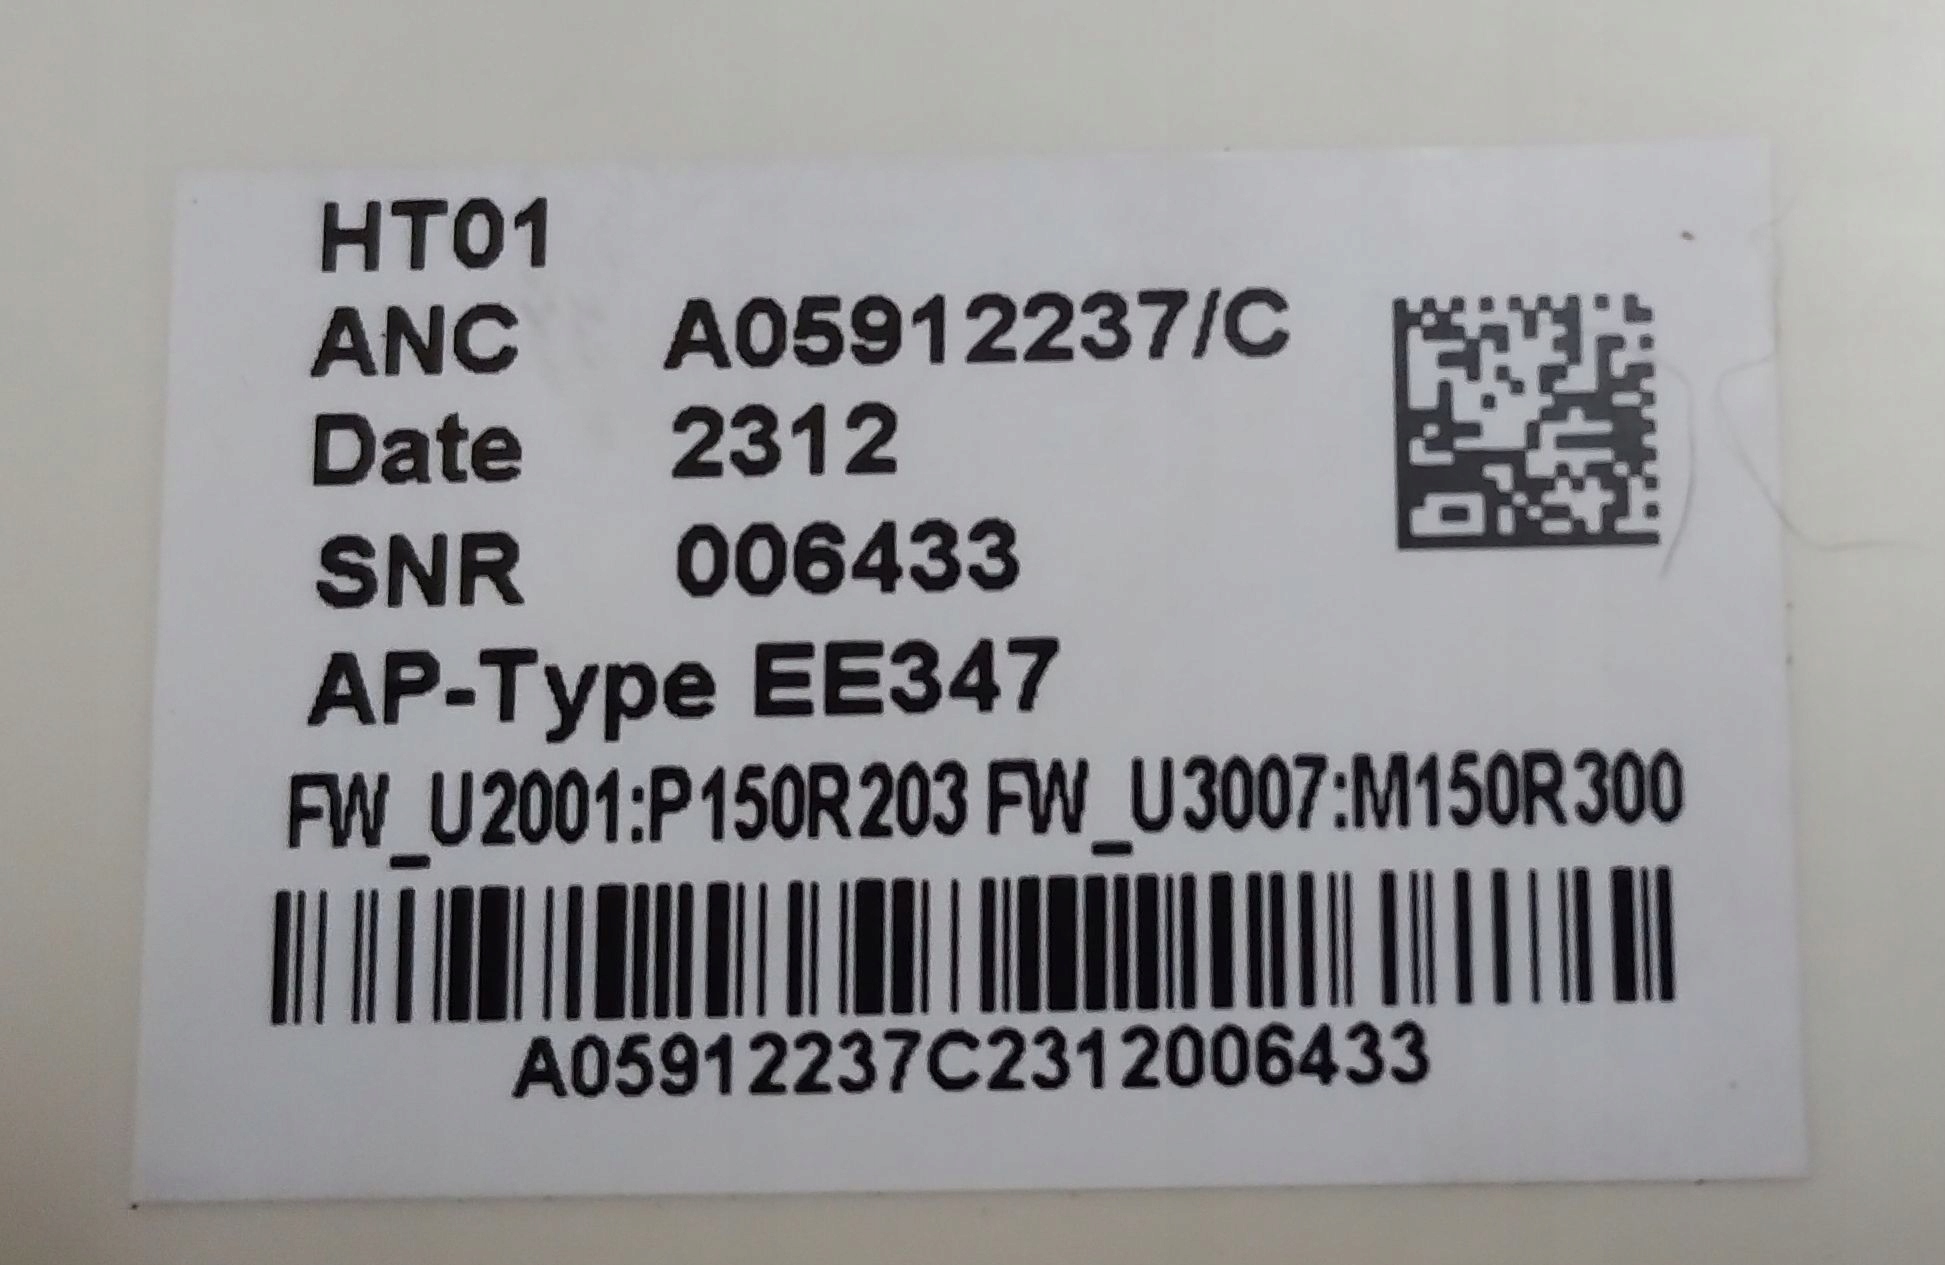 HT01
ANC A05912237/C
Date 2312
SNR 006433
AP-Type EE347
FW_U2001:P150R203 FW_U3007:M150R300
A05912237C2312006433